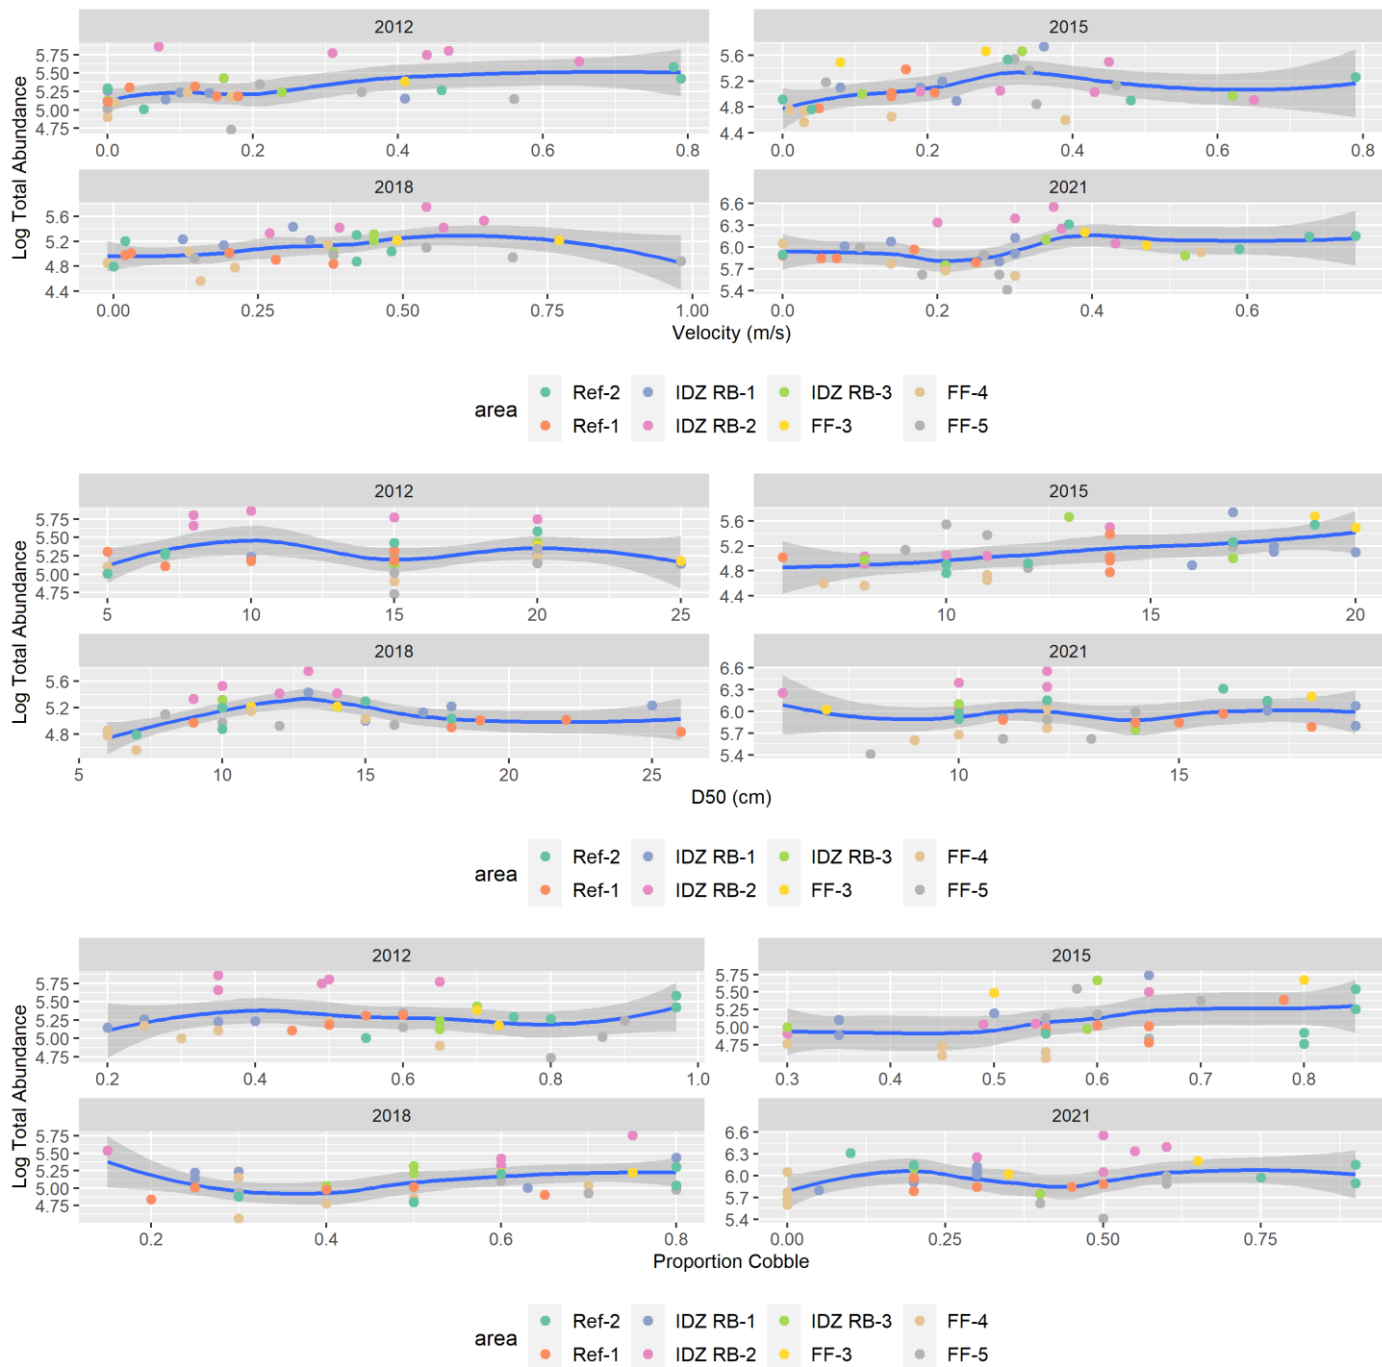 2012
2015
5.75
5.50
5.25
5.00
4.75
5.6
5.2
4.8
4.4
0.0 0.2 0.4 0.6 0.8
0.0 0.2 0.4 0.6 0.8
Log Total Abundance
2018
2021
5.6
5.2
4.8
4.4
6.6
6.3
6.0
5.7
5.4
0.00 0.25 0.50 0.75 1.00
0.0 0.2 0.4 0.6
Velocity (m/s)
area
Ref-2 IDZ RB-1 IDZ RB-3 FF-4
Ref-1 IDZ RB-2 FF-3 FF-5
2012
2015
5.75
5.50
5.25
5.00
4.75
5.6
5.2
4.8
4.4
5 10 15 20 25
10 15 20
Log Total Abundance
2018
2021
5.6
5.2
4.8
6.6
6.3
6.0
5.7
5.4
5 10 15 20 25
10 15
D50 (cm)
area
Ref-2 IDZ RB-1 IDZ RB-3 FF-4
Ref-1 IDZ RB-2 FF-3 FF-5
2012
2015
5.75
5.50
5.25
5.00
4.75
5.75
5.50
5.25
5.00
4.75
0.2 0.4 0.6 0.8 1.0
0.3 0.4 0.5 0.6 0.7 0.8
Log Total Abundance
2018
2021
5.75
5.50
5.25
5.00
4.75
6.6
6.3
6.0
5.7
5.4
0.2 0.4 0.6 0.8
0.00 0.25 0.50 0.75
Proportion Cobble
area
Ref-2 IDZ RB-1 IDZ RB-3 FF-4
Ref-1 IDZ RB-2 FF-3 FF-5